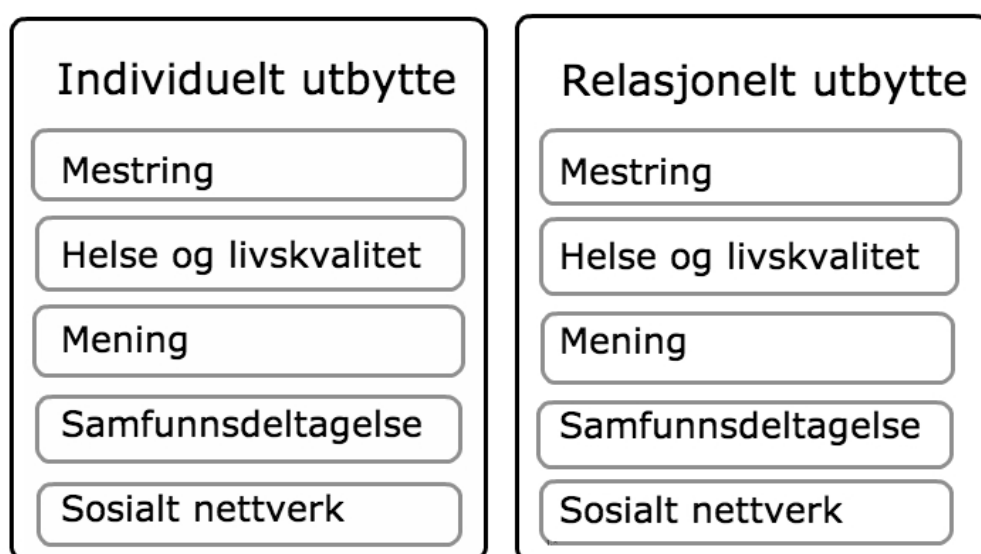 Individuelt utbytte
Mestring
Helse og livskvalitet
Mening
Samfunnsdeltagelse
Sosialt nettverk
Relasjonelt utbytte
Mestring
Helse og livskvalitet
Mening
Samfunnsdeltagelse
Sosialt nettverk